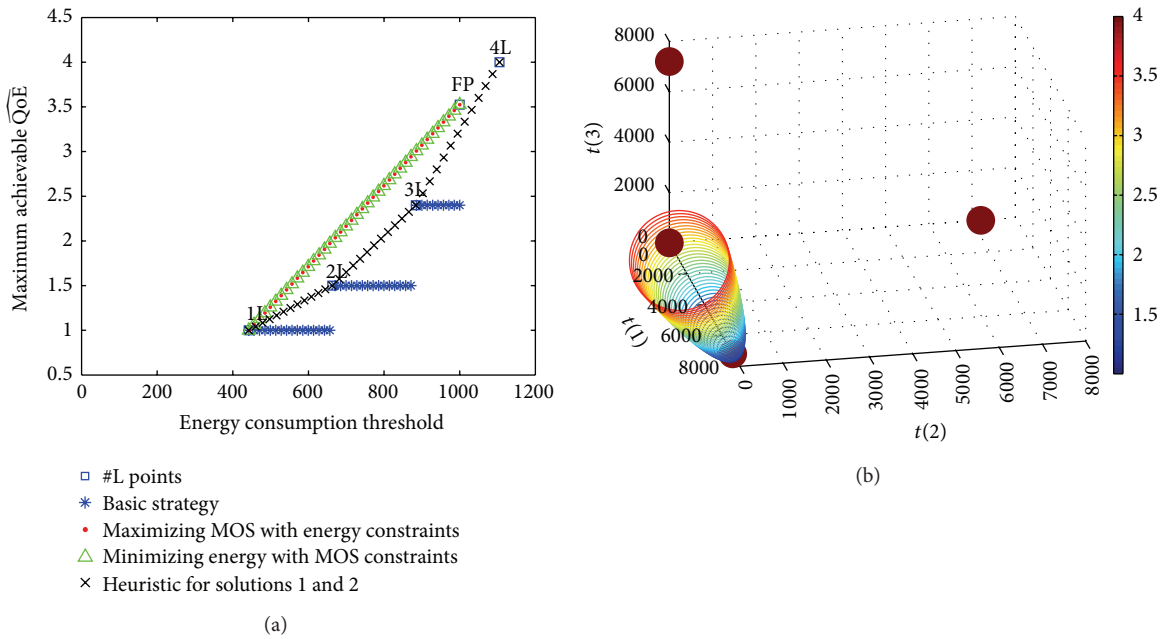 4.5
4
3.5
3
2.5
2
1.5
1
0.5
Maximum achievable \widehat{QoE}
1L
2L
3L
FP
4L
0 200 400 600 800 1000 1200
Energy consumption threshold
#L points
Basic strategy
Maximizing MOS with energy constraints
Minimizing energy with MOS constraints
Heuristic for solutions 1 and 2
(a)
8000
6000
4000
2000
0
t(3)
0
2000
4000
6000
8000
t(1)
0 1000 2000 3000 4000 5000 6000 7000 8000
t(2)
4
3.5
3
2.5
2
1.5
(b)